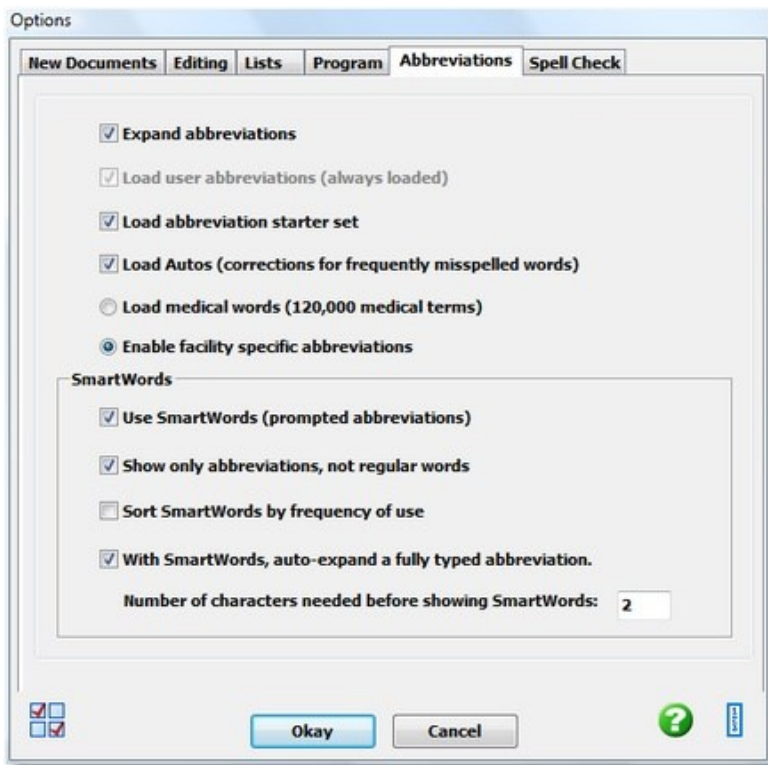 Options
New Documents Editing Lists Program Abbreviations Spell Check
Expand abbreviations
Load user abbreviations (always loaded)
Load abbreviation starter set
Load Autos (corrections for frequently misspelled words)
Load medical words (120,000 medical terms)
Enable facility specific abbreviations
SmartWords
Use SmartWords (prompted abbreviations)
Show only abbreviations, not regular words
Sort SmartWords by frequency of use
With SmartWords, auto-expand a fully typed abbreviation.
Number of characters needed before showing SmartWords: 2
Okay Cancel ?